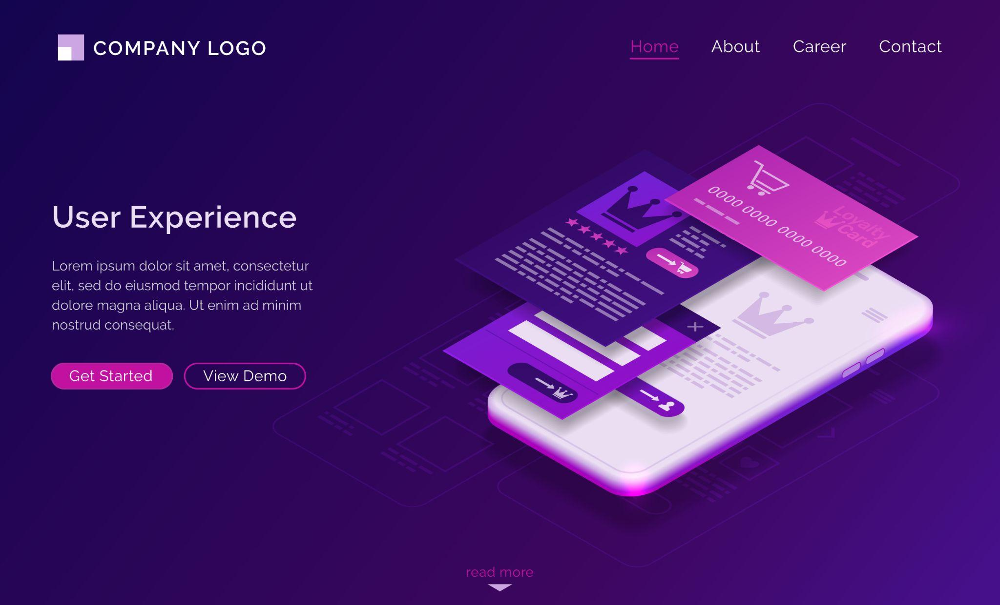 COMPANY LOGO
Home About Career Contact
User Experience
Lorem ipsum dolor sit amet, consectetur
elit, sed do eiusmod tempor incididunt ut
dolore magna aliqua. Ut enim ad minim
nostrud consequat.
Get Started View Demo
0000 0000 0000 0000
Loyalty
Card
read more